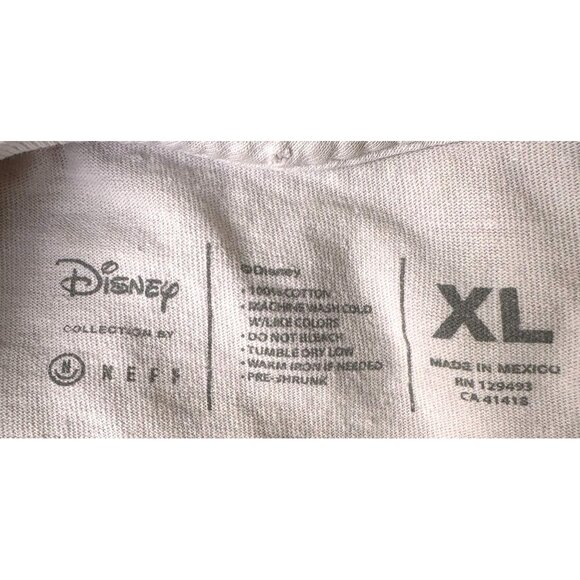 Disney
COLLECTION BY
NEFF
©Disney
• 100% COTTON
• MACHINE WASH COLD
W/LIKE COLORS
• DO NOT BLEACH
• TUMBLE DRY LOW
• WARM IRON IF NEEDED
• PRE-SHRUNK
XL
MADE IN MEXICO
RN 129493
CA 41418